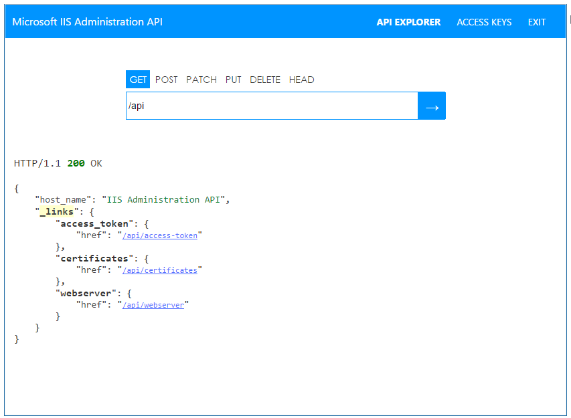 Microsoft IIS Administration API API EXPLORER ACCESS KEYS EXIT
GET POST PATCH PUT DELETE HEAD
/api →
HTTP/1.1 200 OK
{
    "host_name": "IIS Administration API",
    "_links": {
        "access_token": {
            "href": "/api/access-token"
        },
        "certificates": {
            "href": "/api/certificates"
        },
        "webserver": {
            "href": "/api/webserver"
        }
    }
}